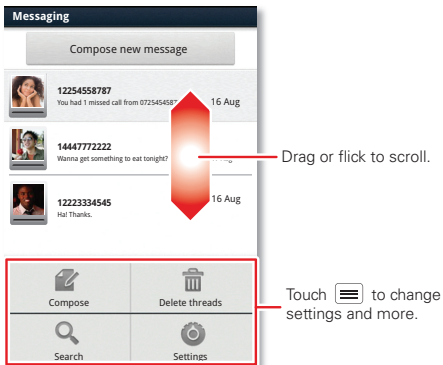 Messaging
Compose new message
12254558787
You had 1 missed call from 0725454587
16 Aug
14447772222
Wanna get something to eat tonight?
Drag or flick to scroll.
12223334545
16 Aug
Ha! Thanks.
Compose
Delete threads
Touch to change
settings and more.
Search
Settings